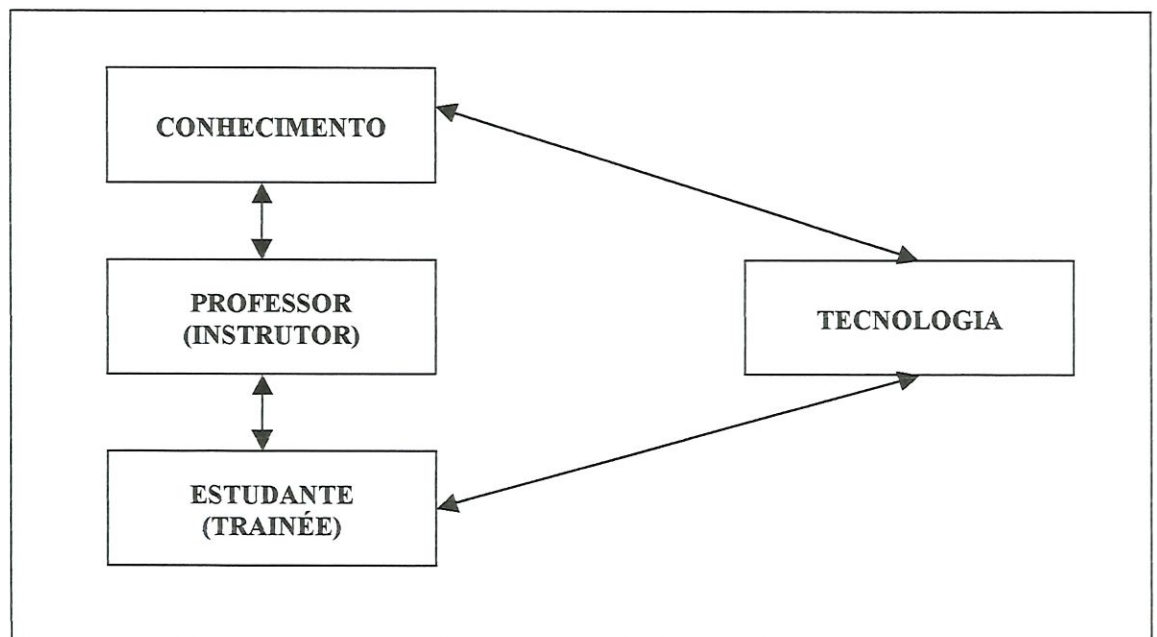 CONHECIMENTO
PROFESSOR
(INSTRUTOR)
TECNOLOGIA
ESTUDANTE
(TRAINÉE)